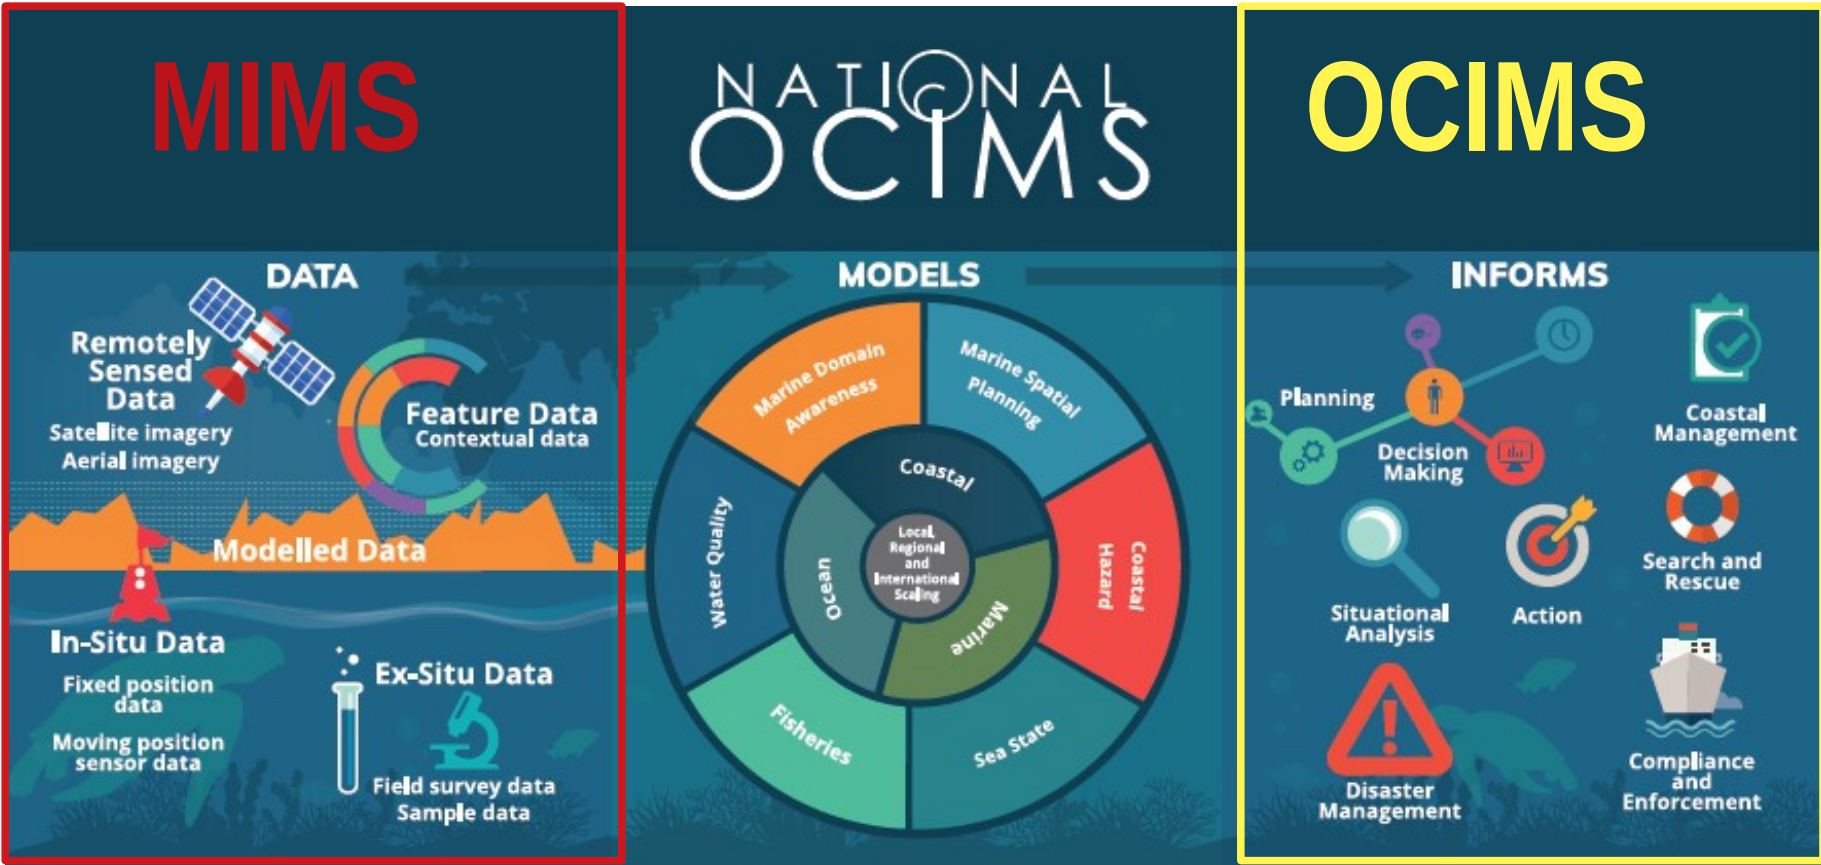 MIMS
NATIONAL
OCIMS
OCIMS
DATA
MODELS
INFORMS
Remotely
Sensed
Data
Satellite imagery
Aerial imagery
Feature Data
Contextual data
Modelled Data
In-Situ Data
Fixed position
data
Moving position
sensor data
Ex-Situ Data
Field survey data
Sample data
Marine Domain
Awareness
Marine Spatial
Planning
Coastal
Hazard
Sea State
Fisheries
Water Quality
Coastal
Marine
Ocean
Local,
Regional
and
International
Scaling
Planning
Decision
Making
Coastal
Management
Situational
Analysis
Action
Search and
Rescue
Disaster
Management
Compliance
and
Enforcement